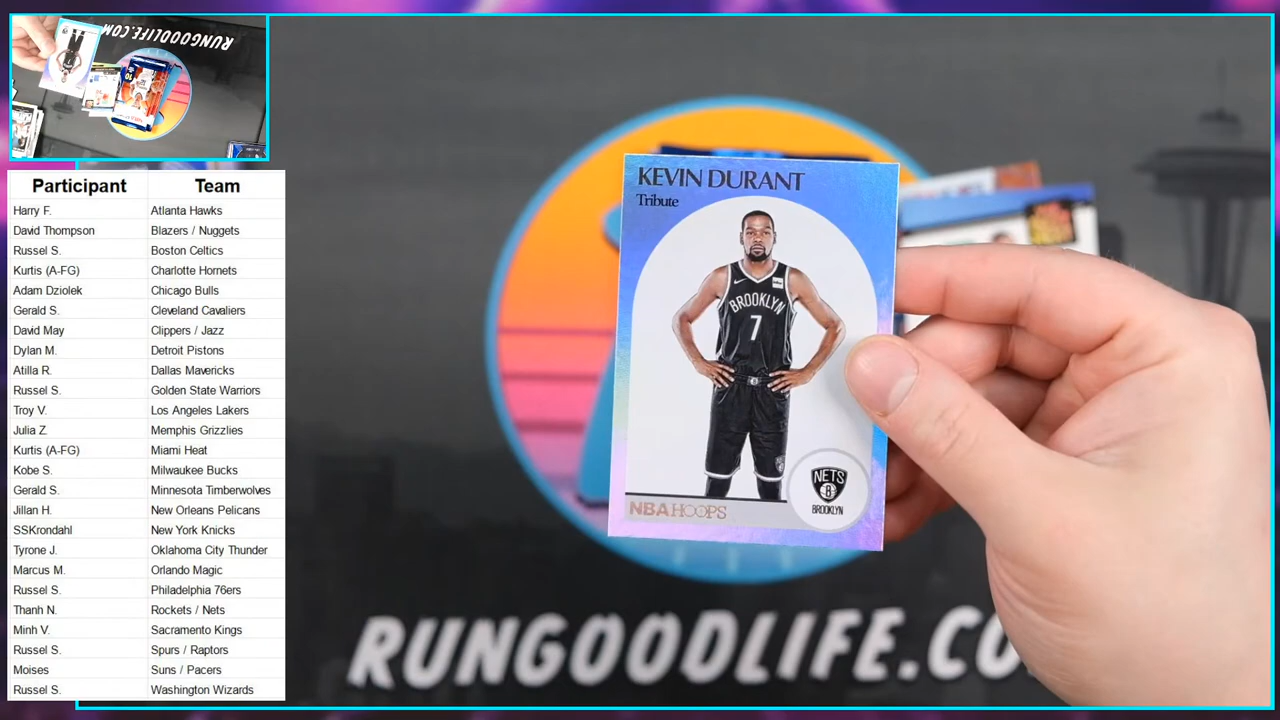 RUNGOODLIFE.COM
Participant Team
Harry F. Atlanta Hawks
David Thompson Blazers / Nuggets
Russel S. Boston Celtics
Kurtis (A-FG) Charlotte Hornets
Adam Dziolek Chicago Bulls
Gerald S. Cleveland Cavaliers
David May Clippers / Jazz
Dylan M. Detroit Pistons
Atilla R. Dallas Mavericks
Russel S. Golden State Warriors
Troy V. Los Angeles Lakers
Julia Z. Memphis Grizzlies
Kurtis (A-FG) Miami Heat
Kobe S. Milwaukee Bucks
Gerald S. Minnesota Timberwolves
Jillan H. New Orleans Pelicans
SSKrondahl New York Knicks
Tyrone J. Oklahoma City Thunder
Marcus M. Orlando Magic
Russel S. Philadelphia 76ers
Thanh N. Rockets / Nets
Minh V. Sacramento Kings
Russel S. Spurs / Raptors
Moises Suns / Pacers
Russel S. Washington Wizards
KEVIN DURANT
Tribute
BROOKLYN
7
NETS
B
BROOKLYN
NBA HOOPS
RUNGOODLIFE.CO